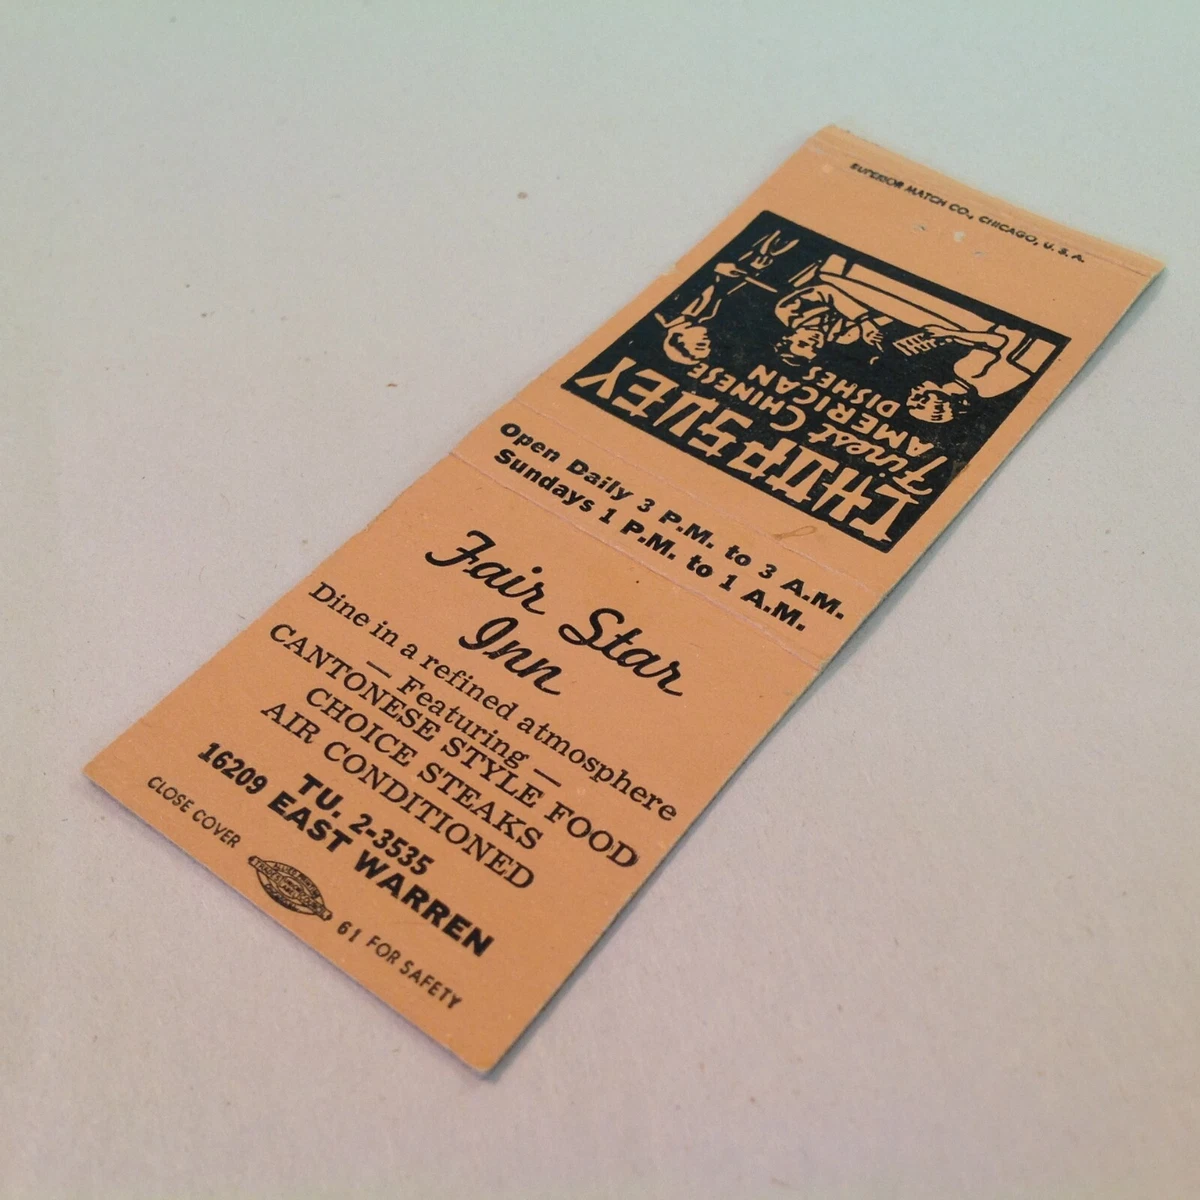 SUPERIOR MATCH CO., CHICAGO, U. S. A.
CHOP SUEY
Finest CHINESE
AMERICAN
DISHES
Open Daily 3 P.M. to 3 A.M.
Sundays 1 P.M. to 1 A.M.
Fair Star
Inn
Dine in a refined atmosphere
— Featuring —
CANTONESE STYLE FOOD
CHOICE STEAKS
AIR CONDITIONED
TU. 2-3535
16209 EAST WARREN
CLOSE COVER 61 FOR SAFETY